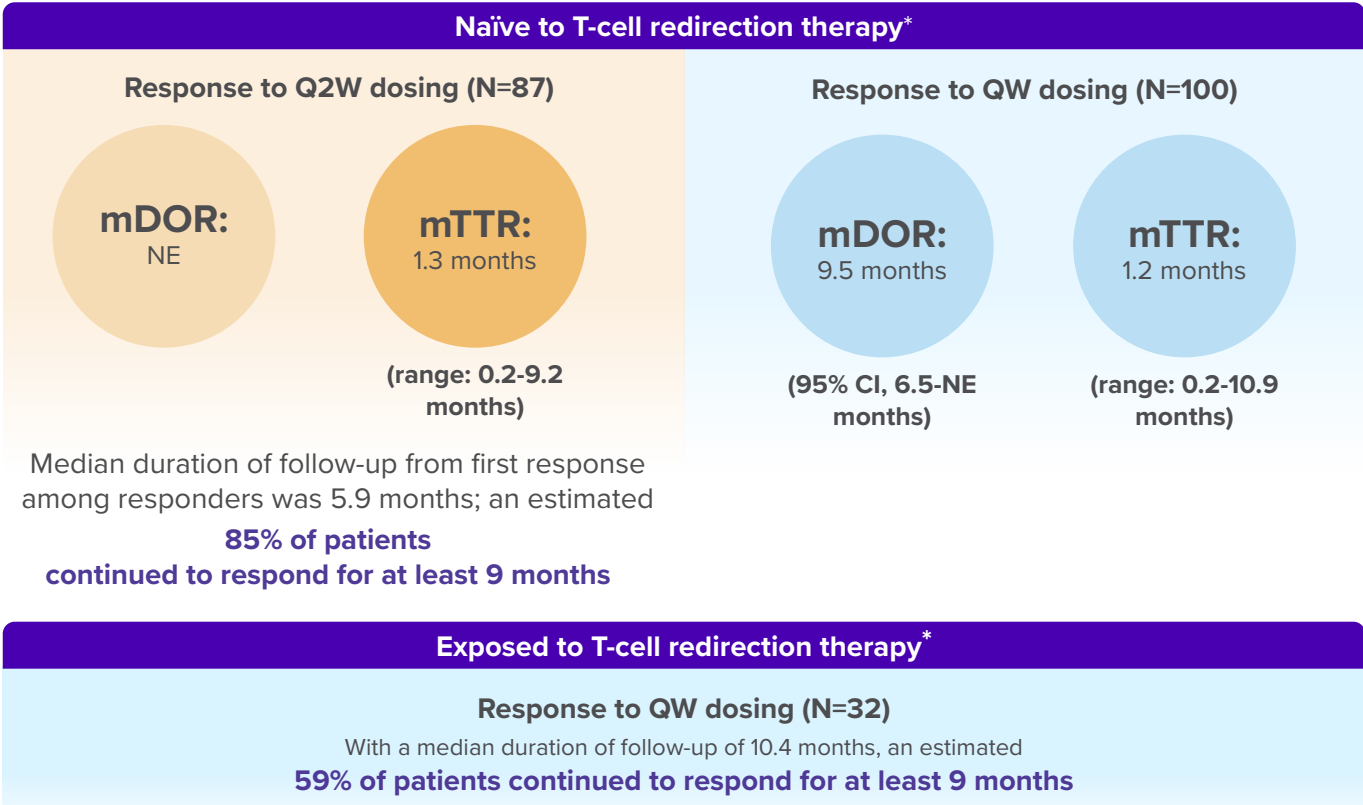 Naïve to T-cell redirection therapy*
Response to Q2W dosing (N=87)
mDOR:
NE
mTTR:
1.3 months
(range: 0.2-9.2
months)
Median duration of follow-up from first response
among responders was 5.9 months; an estimated
85% of patients
continued to respond for at least 9 months
Response to QW dosing (N=100)
mDOR:
9.5 months
(95% CI, 6.5-NE
months)
mTTR:
1.2 months
(range: 0.2-10.9
months)
Exposed to T-cell redirection therapy*
Response to QW dosing (N=32)
With a median duration of follow-up of 10.4 months, an estimated
59% of patients continued to respond for at least 9 months